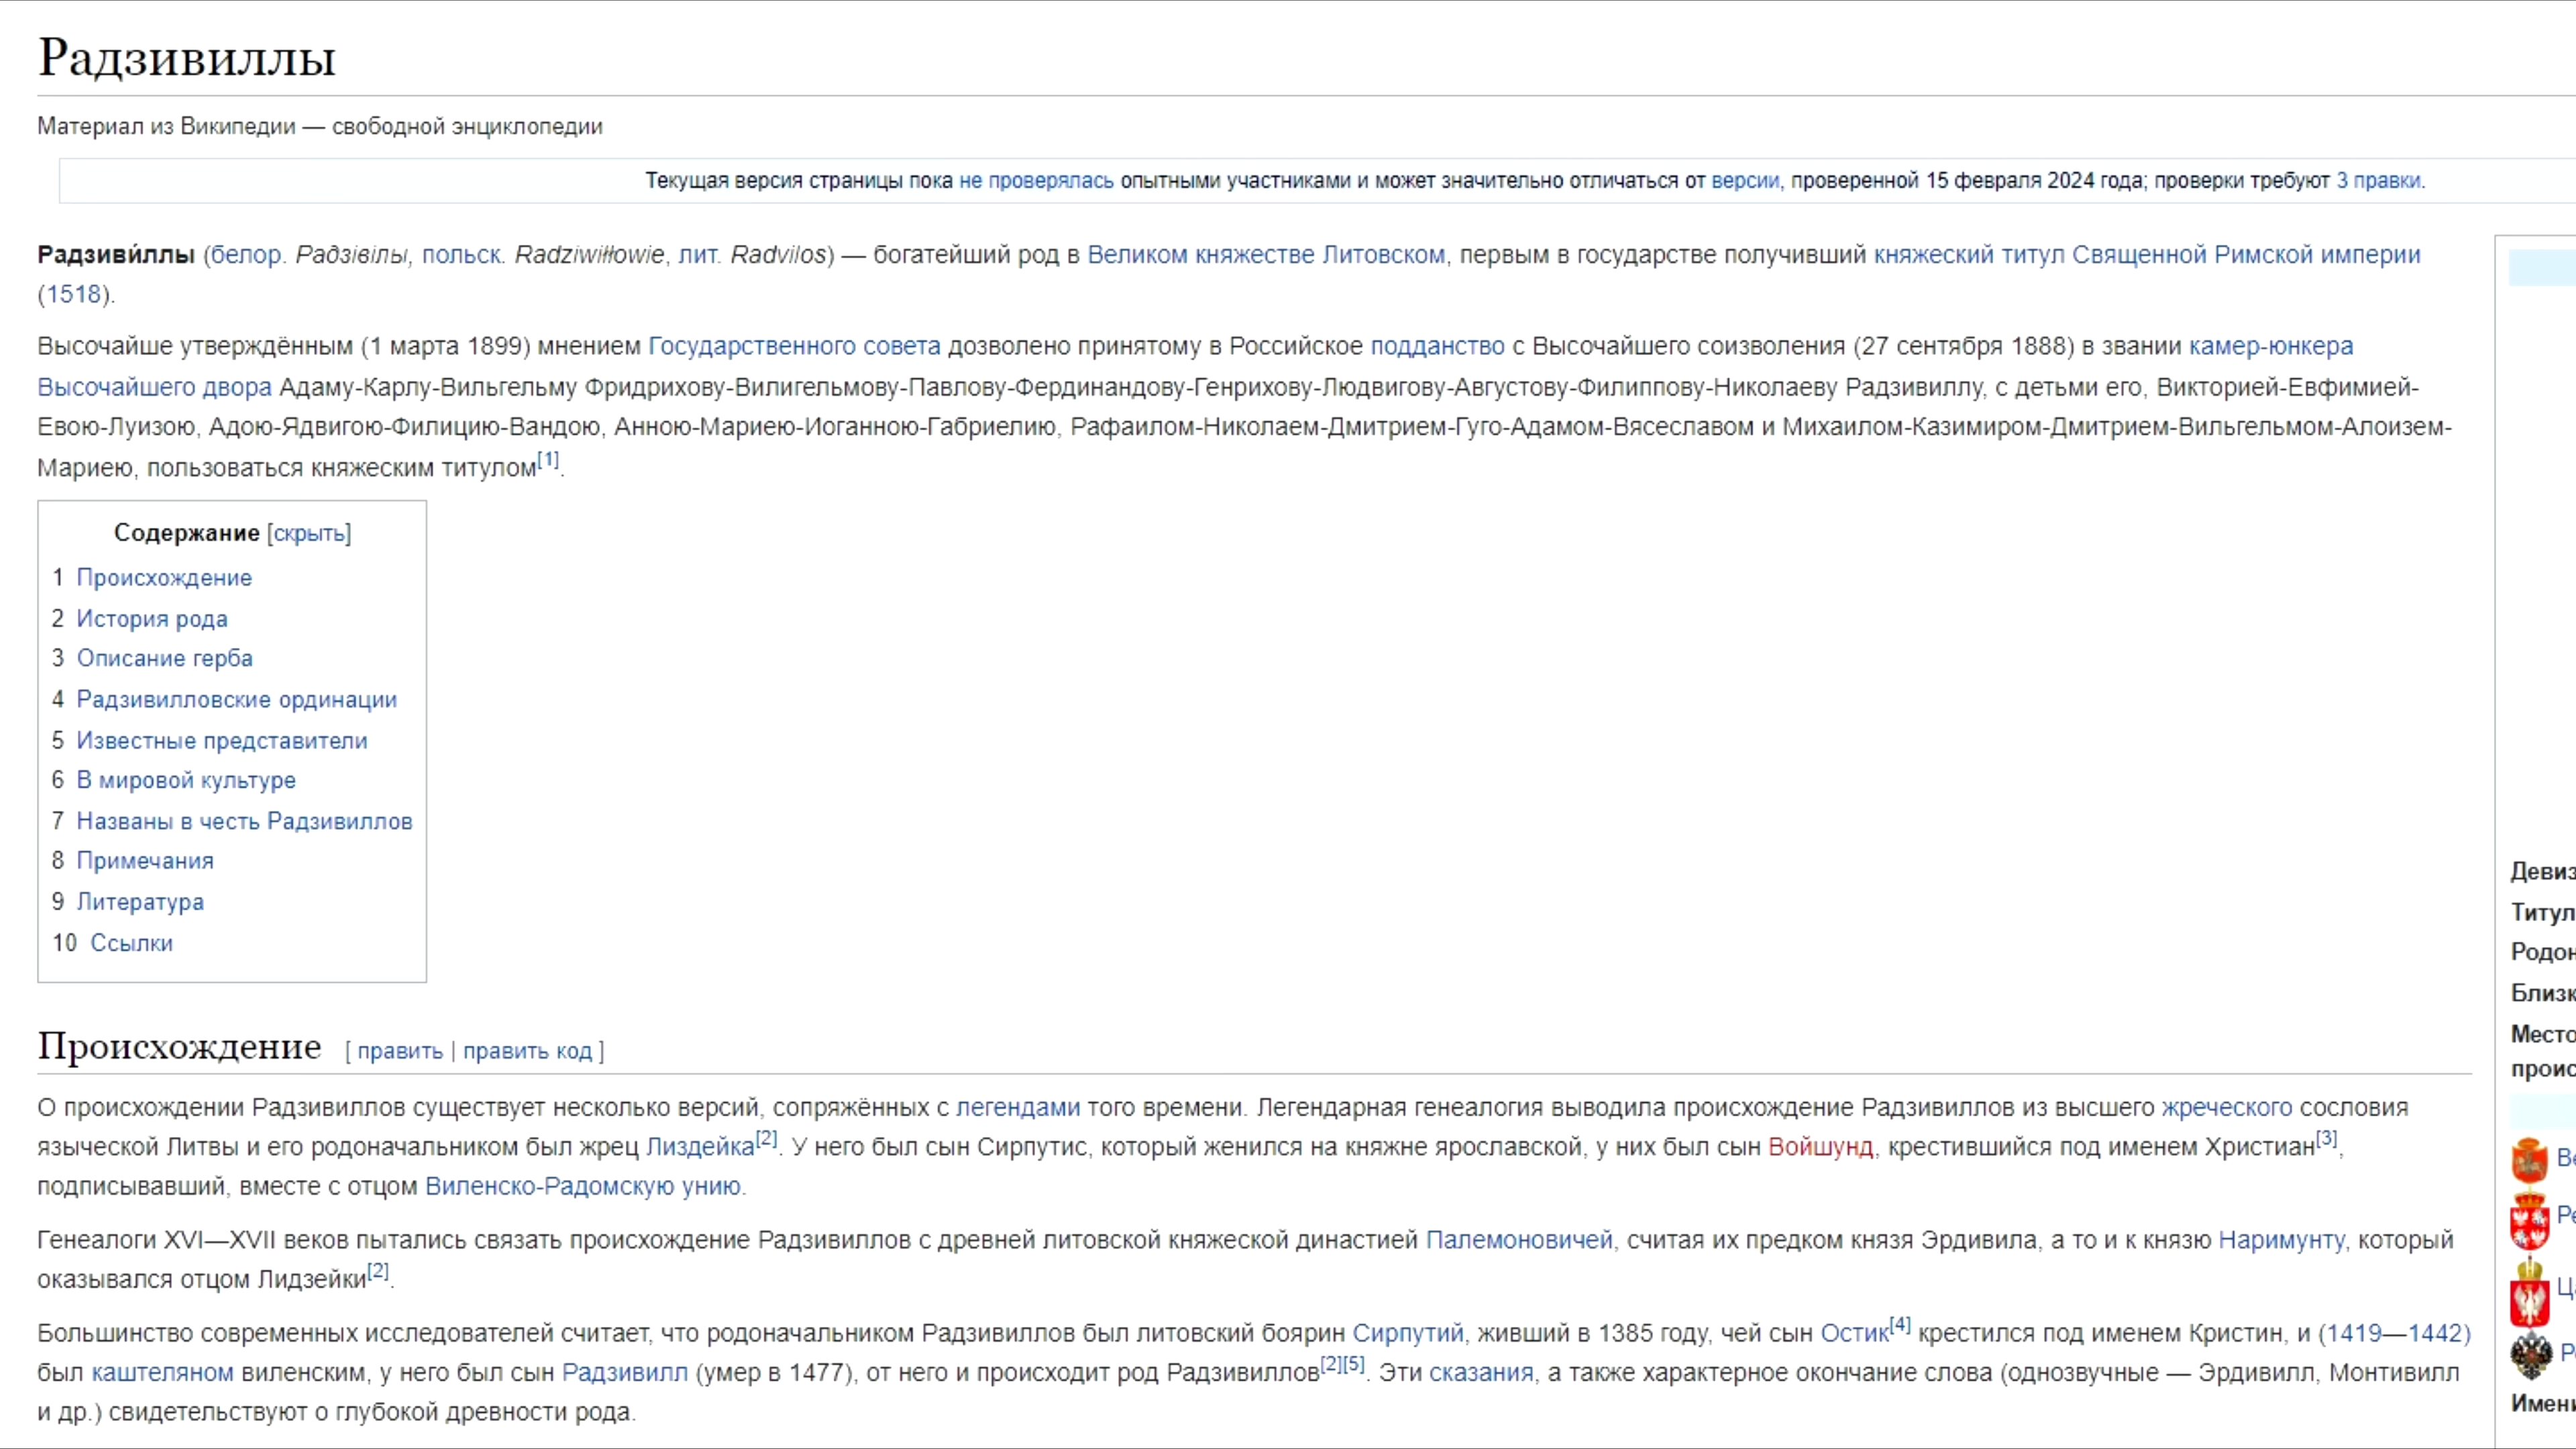 Радзивиллы
Материал из Википедии — свободной энциклопедии
Текущая версия страницы пока не проверялась опытными участниками и может значительно отличаться от версии, проверенной 15 февраля 2024 года; проверки требуют 3 правки.
Радзиви́ллы (белор. Радзівілы, польск. Radziwiłłowie, лит. Radvilos) — богатейший род в Великом княжестве Литовском, первым в государстве получивший княжеский титул Священной Римской империи
(1518).
Высочайше утверждённым (1 марта 1899) мнением Государственного совета дозволено принятому в Российское подданство с Высочайшего соизволения (27 сентября 1888) в звании камер-юнкера
Высочайшего двора Адаму-Карлу-Вильгельму Фридрихову-Вилигельмову-Павлову-Фердинандову-Генрихову-Людвигову-Августову-Филиппову-Николаеву Радзивиллу, с детьми его, Викторией-Евфимией-
Евою-Луизою, Адою-Ядвигою-Филицию-Вандою, Анною-Мариею-Иоганною-Габриелию, Рафаилом-Николаем-Дмитрием-Гуго-Адамом-Вясеславом и Михаилом-Казимиром-Дмитрием-Вильгельмом-Алоизем-
Мариею, пользоваться княжеским титулом[1].
Содержание [скрыть]
1 Происхождение
2 История рода
3 Описание герба
4 Радзивилловские ординации
5 Известные представители
6 В мировой культуре
7 Названы в честь Радзивиллов
8 Примечания
9 Литература
10 Ссылки
Происхождение [ править | править код ]
О происхождении Радзивиллов существует несколько версий, сопряжённых с легендами того времени. Легендарная генеалогия выводила происхождение Радзивиллов из высшего жреческого сословия
языческой Литвы и его родоначальником был жрец Лиздейка[2]. У него был сын Сирпутис, который женился на княжне ярославской, у них был сын Войшунд, крестившийся под именем Христиан[3],
подписывавший, вместе с отцом Виленско-Радомскую унию.
Генеалоги XVI—XVII веков пытались связать происхождение Радзивиллов с древней литовской княжеской династией Палемоновичей, считая их предком князя Эрдивила, а то и к князю Наримунту, который
оказывался отцом Лидзейки[2].
Большинство современных исследователей считает, что родоначальником Радзивиллов был литовский боярин Сирпутий, живший в 1385 году, чей сын Остик[4] крестился под именем Кристин, и (1419—1442)
был каштеляном виленским, у него был сын Радзивилл (умер в 1477), от него и происходит род Радзивиллов[2][5]. Эти сказания, а также характерное окончание слова (однозвучные — Эрдивилл, Монтивилл
и др.) свидетельствуют о глубокой древности рода.
Девиз
Титул
Родон
Близк
Место
проис
Ве
Ре
Ца
Ро
Имени